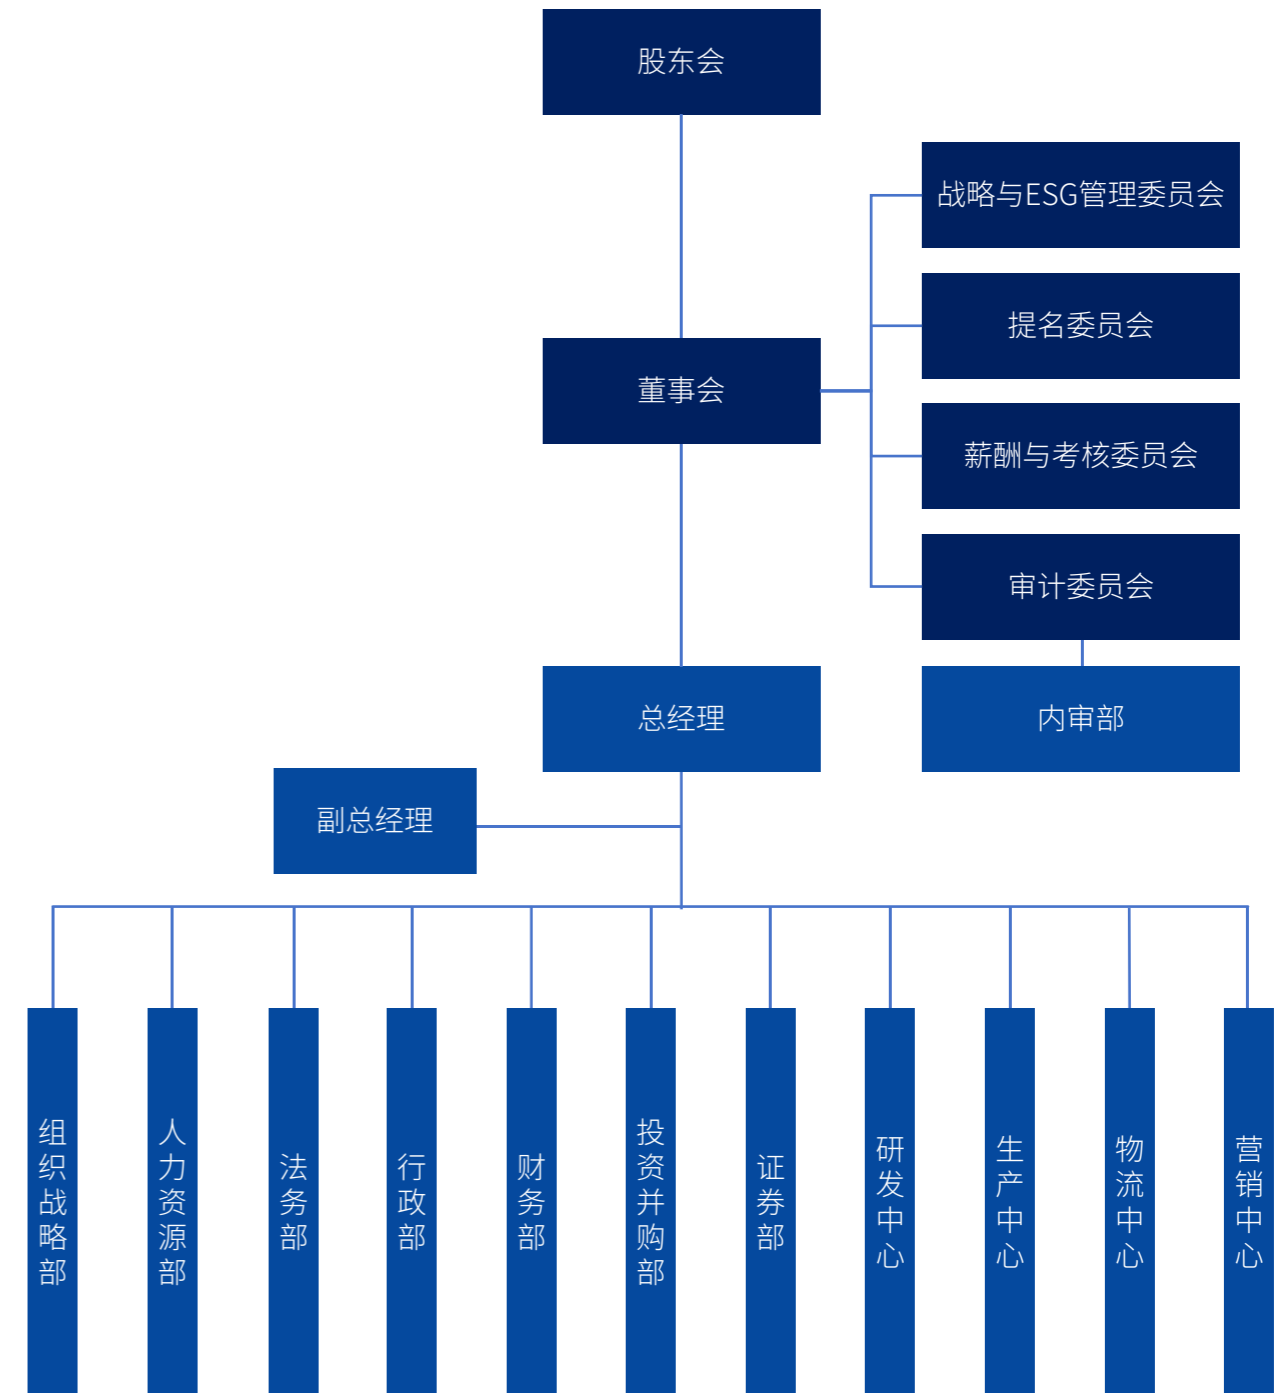 股东会
战略与ESG管理委员会
提名委员会
董事会
薪酬与考核委员会
审计委员会
总经理
内审部
副总经理
组织战略部
人力资源部
法务部
行政部
财务部
投资并购部
证券部
研发中心
生产中心
物流中心
营销中心